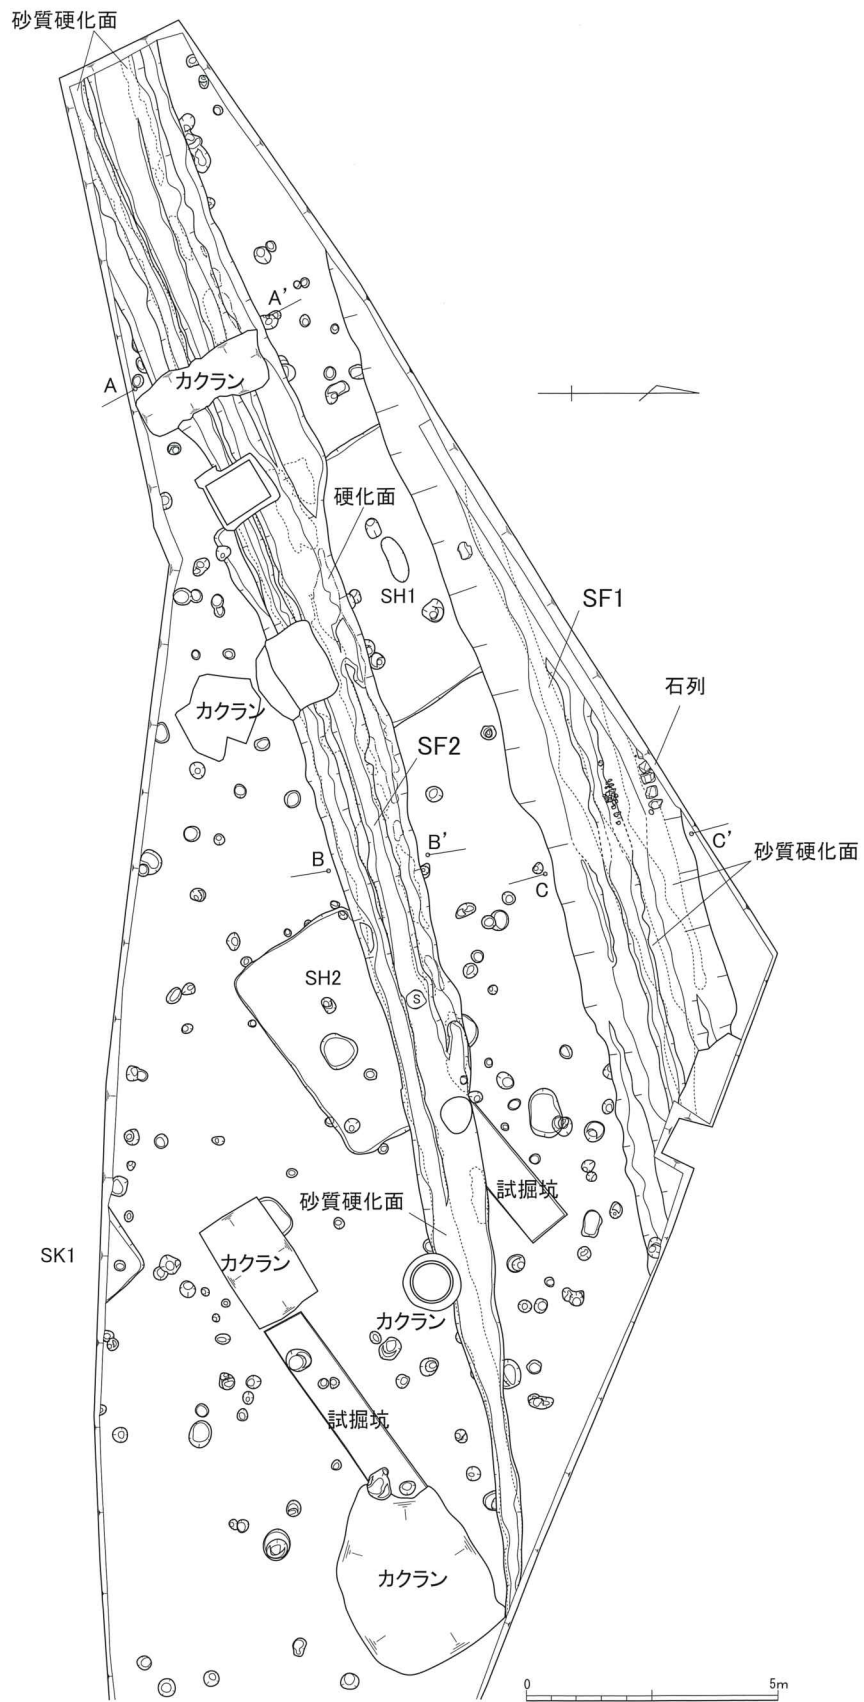 砂質硬化面
A'
A
カクラン
硬化面
SH1
SF1
石列
カクラン
SF2
B'
B
C'
砂質硬化面
C
SH2
S
試掘坑
砂質硬化面
SK1
カクラン
カクラン
試掘坑
カクラン
0
5m